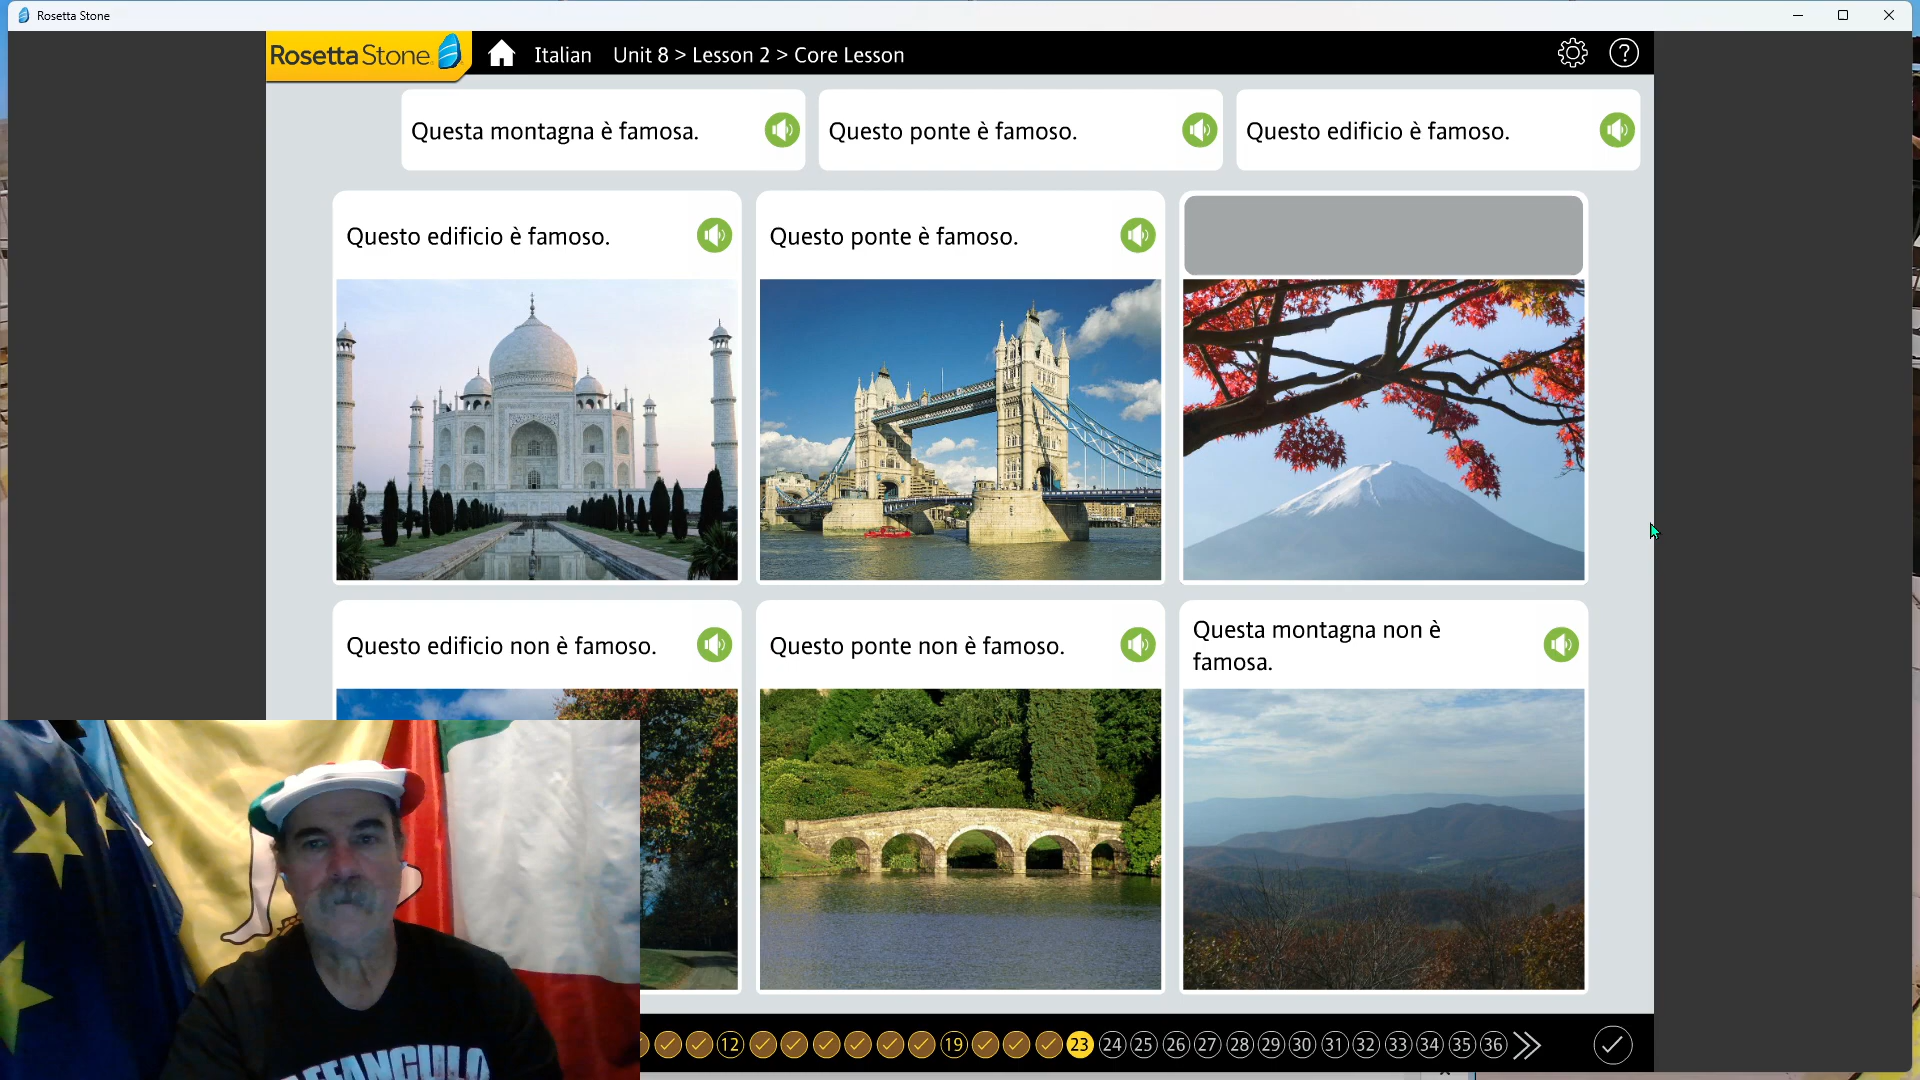 Rosetta Stone
RosettaStone
Italian Unit 8 > Lesson 2 > Core Lesson
?
Questa montagna è famosa.
Questo ponte è famoso.
Questo edificio è famoso.
Questo edificio è famoso.
Questo ponte è famoso.
Questo edificio non è famoso.
Questo ponte non è famoso.
Questa montagna non è
famosa.
12 19 23 24 25 26 27 28 29 30 31 32 33 34 35 36